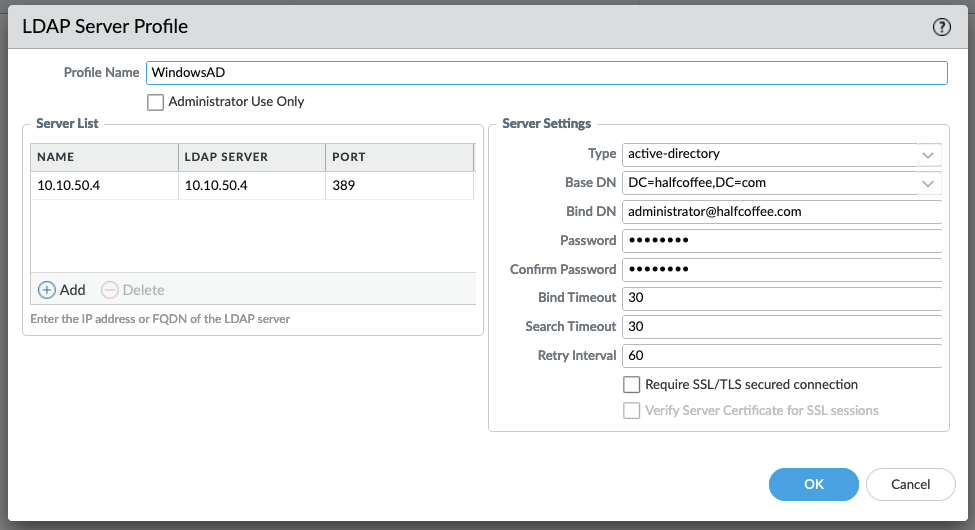 LDAP Server Profile
Profile Name WindowsAD
Administrator Use Only
Server List
NAME LDAP SERVER PORT
10.10.50.4 10.10.50.4 389
Add Delete
Enter the IP address or FQDN of the LDAP server
Server Settings
Type active-directory
Base DN DC=halfcoffee,DC=com
Bind DN administrator@halfcoffee.com
Password ••••••••
Confirm Password ••••••••
Bind Timeout 30
Search Timeout 30
Retry Interval 60
Require SSL/TLS secured connection
Verify Server Certificate for SSL sessions
OK Cancel